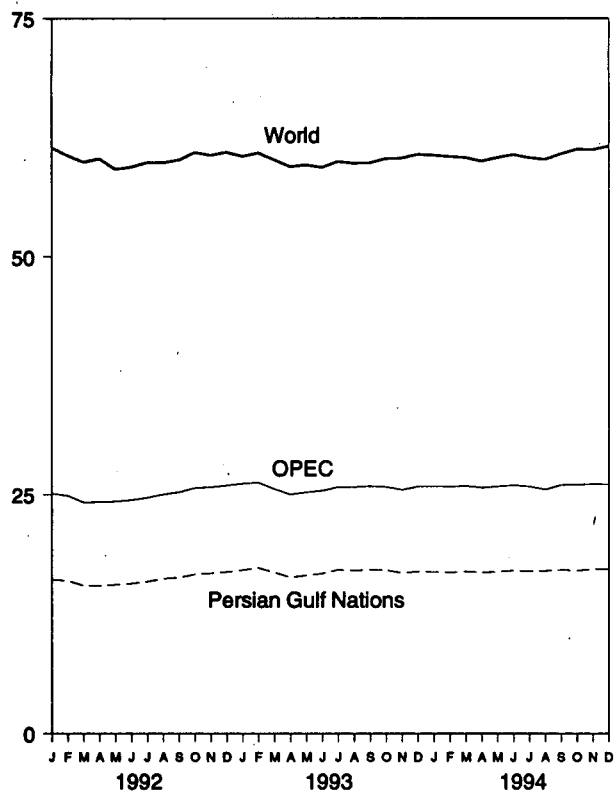 75
World
50
OPEC
25
Persian Gulf Nations
0
J F M A M J J A S O N D J F M A M J J A S O N D J F M A M J J A S O N D
1992 1993 1994